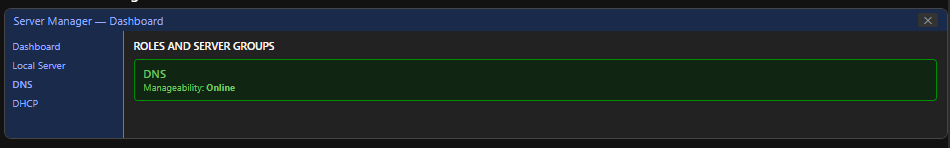 Server Manager — Dashboard
Dashboard
Local Server
DNS
DHCP
ROLES AND SERVER GROUPS
DNS
Manageability: Online